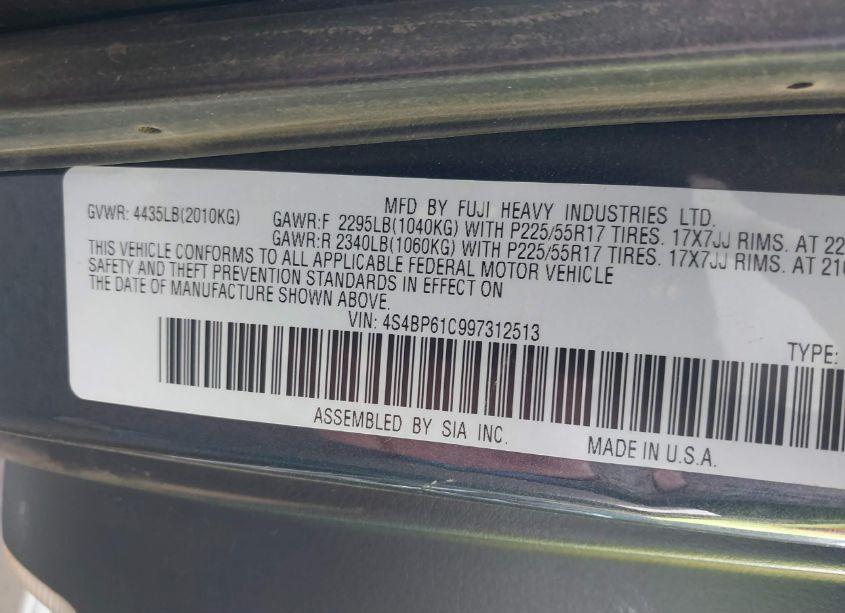 MFD BY FUJI HEAVY INDUSTRIES LTD.
GVWR: 4435LB(2010KG)
GAWR:F 2295LB(1040KG) WITH P225/55R17 TIRES. 17X7JJ RIMS. AT 22
GAWR:R 2340LB(1060KG) WITH P225/55R17 TIRES. 17X7JJ RIMS. AT 210
THIS VEHICLE CONFORMS TO ALL APPLICABLE FEDERAL MOTOR VEHICLE
SAFETY AND THEFT PREVENTION STANDARDS IN EFFECT ON
THE DATE OF MANUFACTURE SHOWN ABOVE.
VIN: 4S4BP61C997312513
TYPE:
ASSEMBLED BY SIA INC.
MADE IN U.S.A.